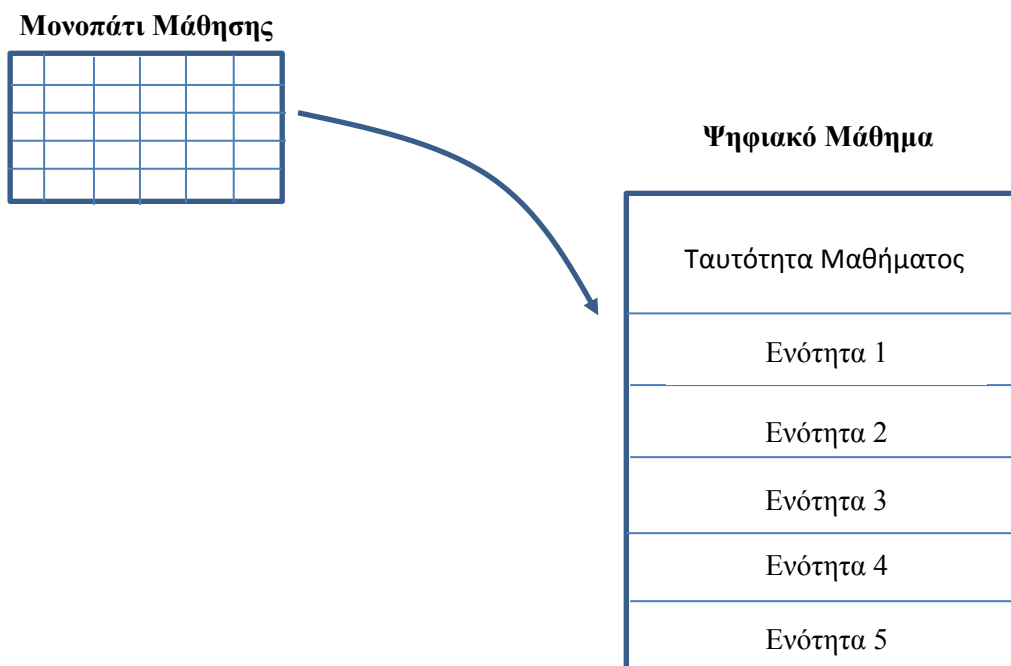 Μονοπάτι Μάθησης
Ψηφιακό Μάθημα
Ταυτότητα Μαθήματος
Ενότητα 1
Ενότητα 2
Ενότητα 3
Ενότητα 4
Ενότητα 5